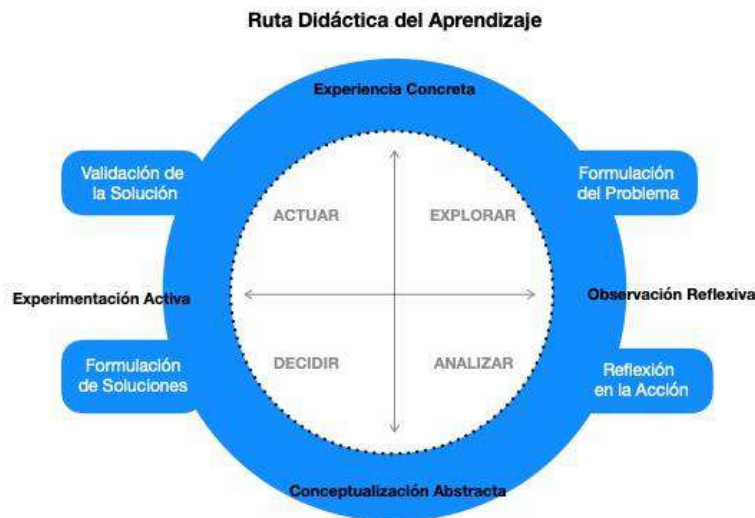 Ruta Didáctica del Aprendizaje
Experiencia Concreta
Validación de
la Solución
Formulación
del Problema
ACTUAR
EXPLORAR
Experimentación Activa
Observación Reflexiva
DECIDIR
ANALIZAR
Formulación
de Soluciones
Reflexión
en la Acción
Conceptualización Abstracta